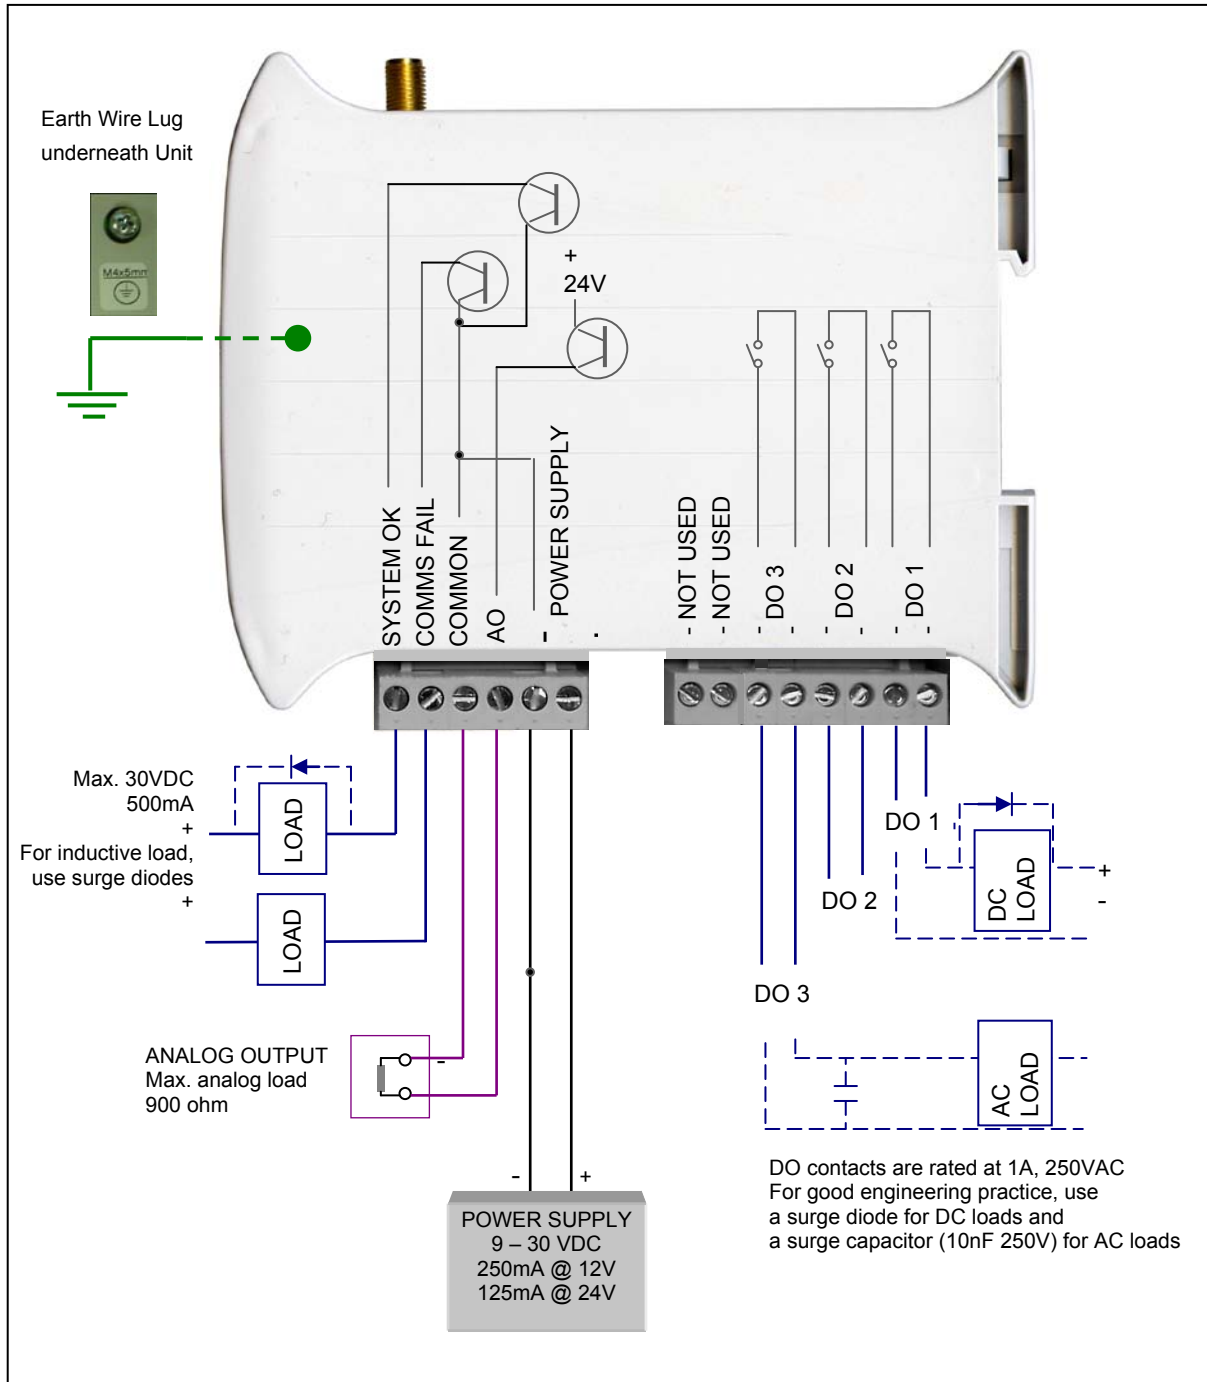 Earth Wire Lug
underneath Unit
M4x5mm
+
24V
SYSTEM OK
COMMS FAIL
COMMON
AO
-
POWER SUPPLY
- NOT USED
- NOT USED
- DO 3 -
- DO 2 -
- DO 1 -
Max. 30VDC
500mA
+
For inductive load,
use surge diodes
+
LOAD
LOAD
DO 1
DC
LOAD
+
-
DO 2
DO 3
ANALOG OUTPUT
Max. analog load
900 ohm
-
AC
LOAD
- +
POWER SUPPLY
9 – 30 VDC
250mA @ 12V
125mA @ 24V
DO contacts are rated at 1A, 250VAC
For good engineering practice, use
a surge diode for DC loads and
a surge capacitor (10nF 250V) for AC loads